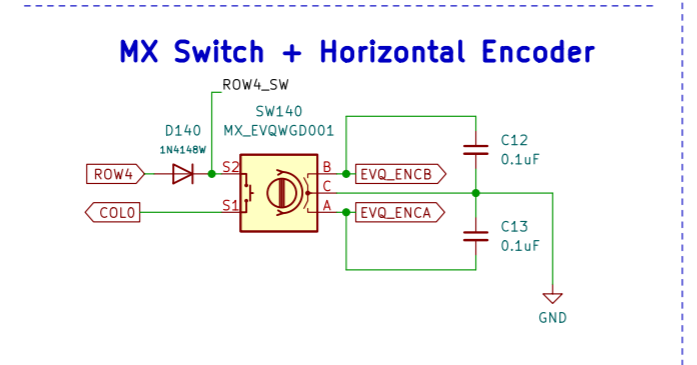 MX Switch + Horizontal Encoder
ROW4_SW
SW140
D140
MX_EVQWGD001
1N4148W
C12
0.1uF
ROW4
S2
B
EVQ_ENCB
C
COL0
S1
A
EVQ_ENCA
C13
0.1uF
GND